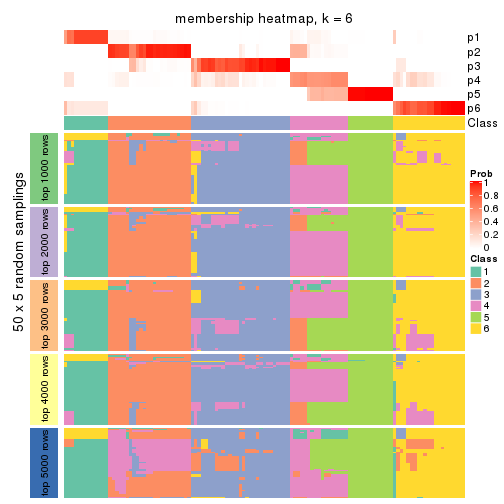 membership heatmap, k = 6
p1
p2
p3
p4
p5
p6
Class
50 x 5 random samplings
top 1000 rows
top 2000 rows
top 3000 rows
top 4000 rows
top 5000 rows
Prob
1
0.8
0.6
0.4
0.2
0
Class
1
2
3
4
5
6